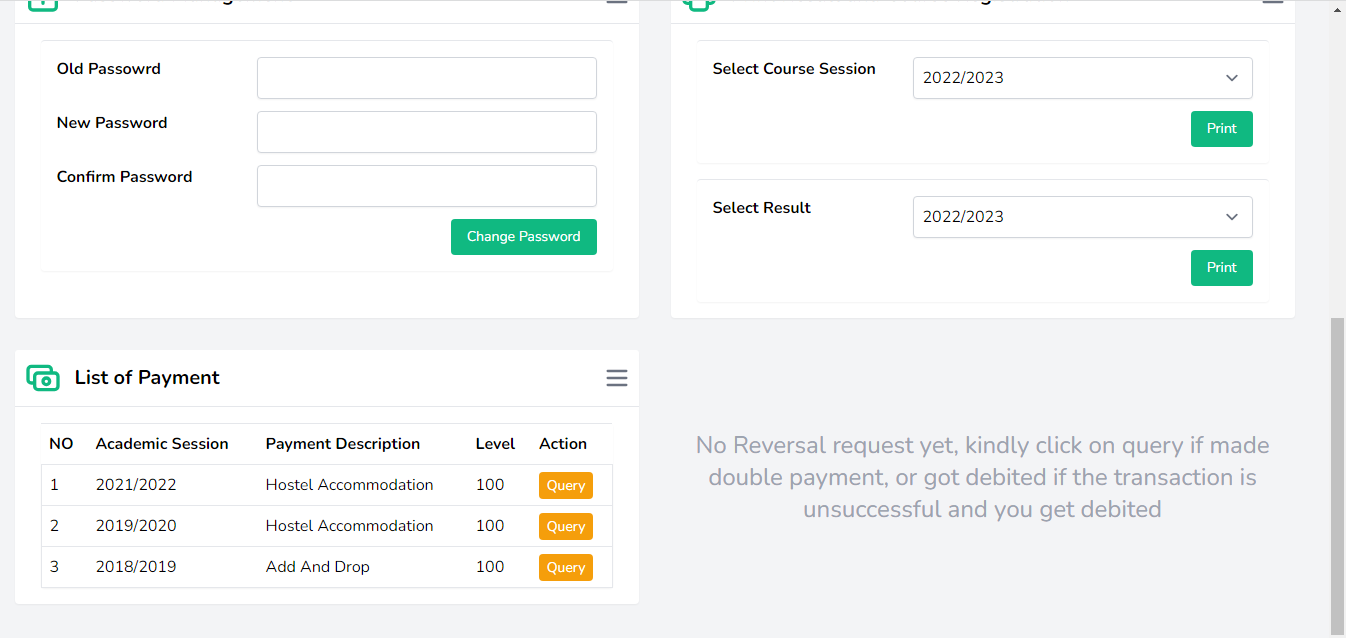 Old Passowrd
New Password
Confirm Password
Change Password
Select Course Session
2022/2023
Print
Select Result
2022/2023
Print
List of Payment
NO Academic Session Payment Description Level Action
1 2021/2022 Hostel Accommodation 100 Query
2 2019/2020 Hostel Accommodation 100 Query
3 2018/2019 Add And Drop 100 Query
No Reversal request yet, kindly click on query if made
double payment, or got debited if the transaction is
unsuccessful and you get debited